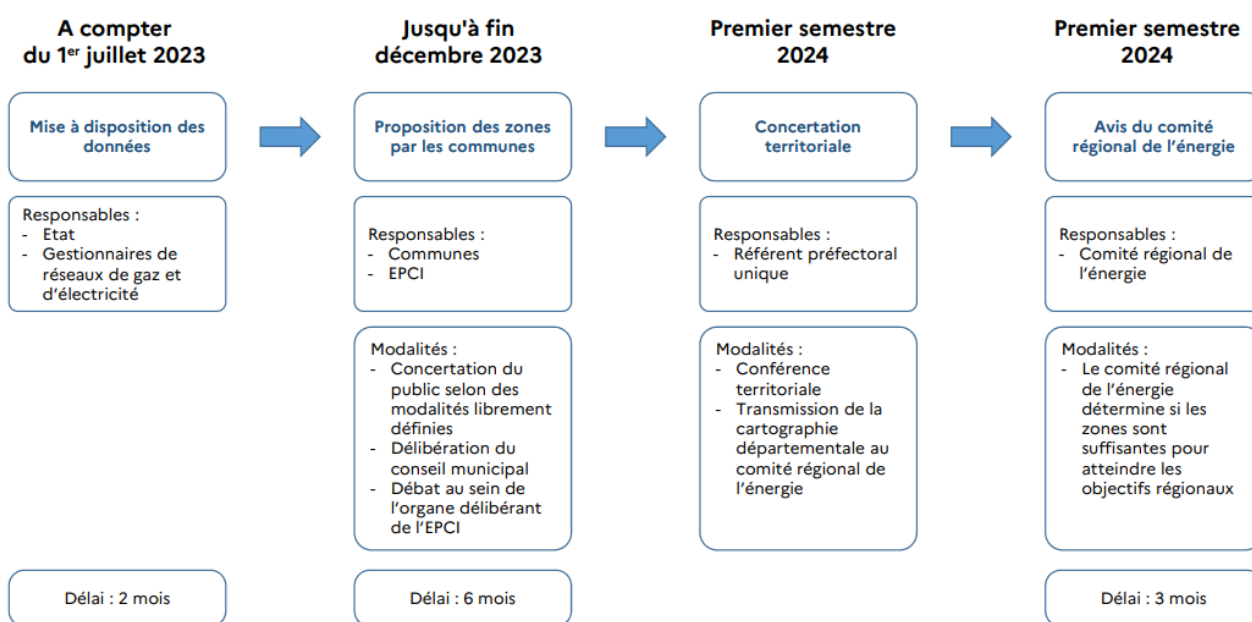 A compter
du 1er juillet 2023
Jusqu'à fin
décembre 2023
Premier semestre
2024
Premier semestre
2024
Mise à disposition des
données
Proposition des zones
par les communes
Concertation
territoriale
Avis du comité
régional de l'énergie
Responsables :
- Etat
- Gestionnaires de
réseaux de gaz et
d'électricité
Responsables :
- Communes
- EPCI
Responsables :
- Référent préfectoral
unique
Responsables :
- Comité régional de
l'énergie
Modalités :
- Concertation du
public selon des
modalités librement
définies
- Délibération du
conseil municipal
- Débat au sein de
l'organe délibérant
de l'EPCI
Modalités :
- Conférence
territoriale
- Transmission de la
cartographie
départementale au
comité régional de
l'énergie
Modalités :
- Le comité régional
de l'énergie
détermine si les
zones sont
suffisantes pour
atteindre les
objectifs régionaux
Délai : 2 mois
Délai : 6 mois
Délai : 3 mois